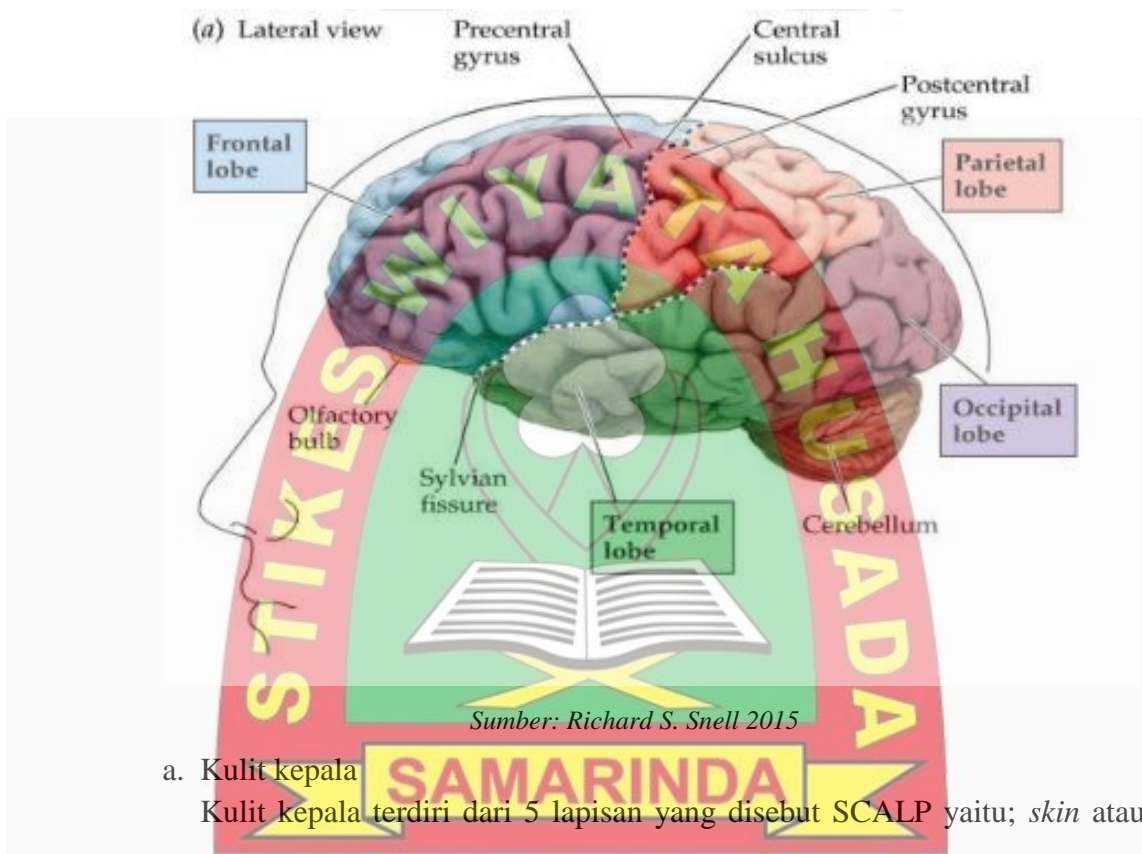 (a) Lateral view
Precentral
gyrus
Central
sulcus
Postcentral
gyrus
Frontal
lobe
Parietal
lobe
Occipital
lobe
Olfactory
bulb
Sylvian
fissure
Temporal
lobe
Cerebellum
STIKES WIYATA HUSADA
Sumber: Richard S. Snell 2015
SAMARINDA
a. Kulit kepala
Kulit kepala terdiri dari 5 lapisan yang disebut SCALP yaitu; skin atau